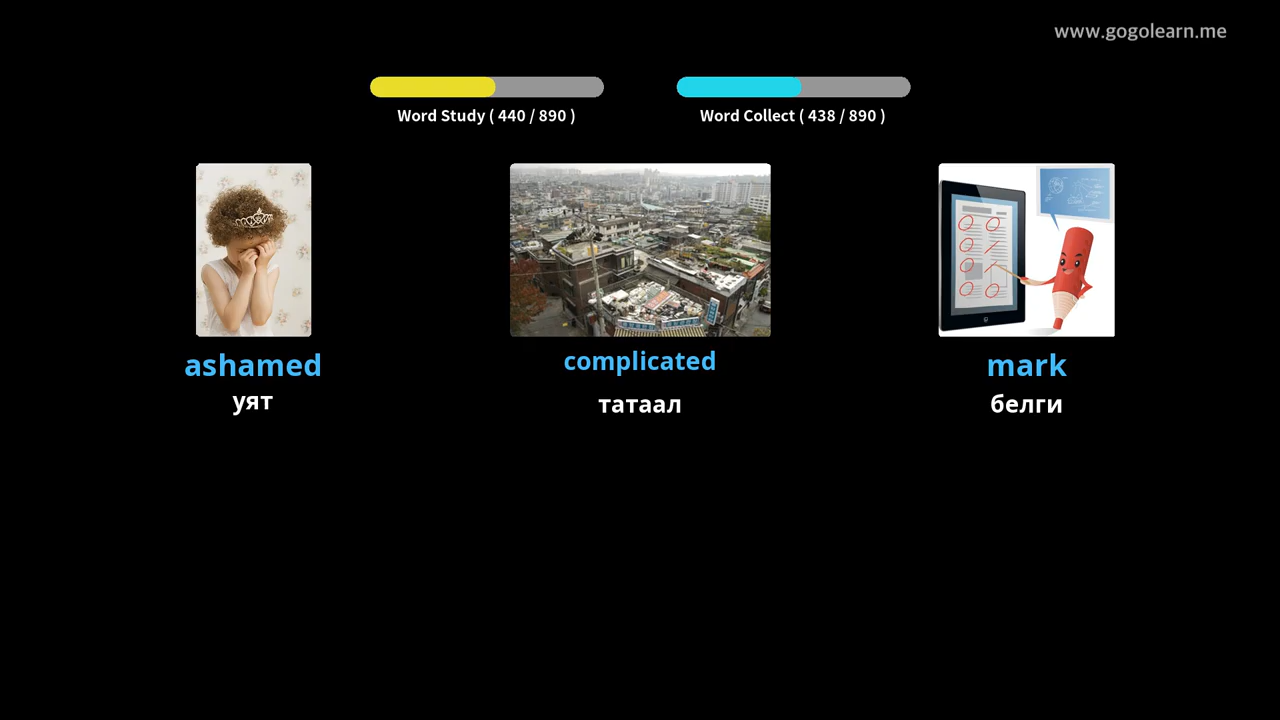 www.gogolearn.me
Word Study ( 440 / 890 )
Word Collect ( 438 / 890 )
ashamed
complicated
mark
уят
татаал
белги